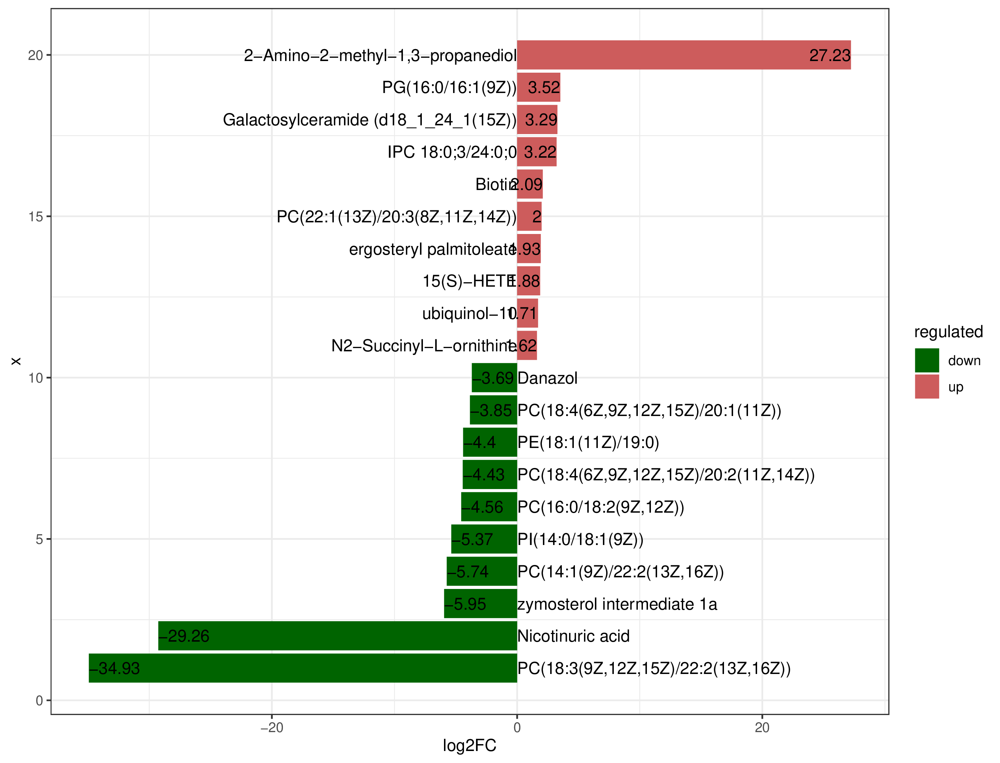 20
2−Amino−2−methyl−1,3−propanediol 27.23
PG(16:0/16:1(9Z)) 3.52
Galactosylceramide (d18_1_24_1(15Z)) 3.29
IPC 18:0;3/24:0;0 3.22
Biotin 2.09
15
PC(22:1(13Z)/20:3(8Z,11Z,14Z)) 2
ergosteryl palmitoleate 1.93
15(S)−HETE 1.88
ubiquinol−10 1.71
N2−Succinyl−L−ornithine 1.62
10
−3.69 Danazol
−3.85 PC(18:4(6Z,9Z,12Z,15Z)/20:1(11Z))
−4.4 PE(18:1(11Z)/19:0)
−4.43 PC(18:4(6Z,9Z,12Z,15Z)/20:2(11Z,14Z))
−4.56 PC(16:0/18:2(9Z,12Z))
5
−5.37 PI(14:0/18:1(9Z))
−5.74 PC(14:1(9Z)/22:2(13Z,16Z))
−5.95 zymosterol intermediate 1a
−29.26 Nicotinuric acid
−34.93 PC(18:3(9Z,12Z,15Z)/22:2(13Z,16Z))
0
x
−20 0 20
log2FC
regulated
down
up